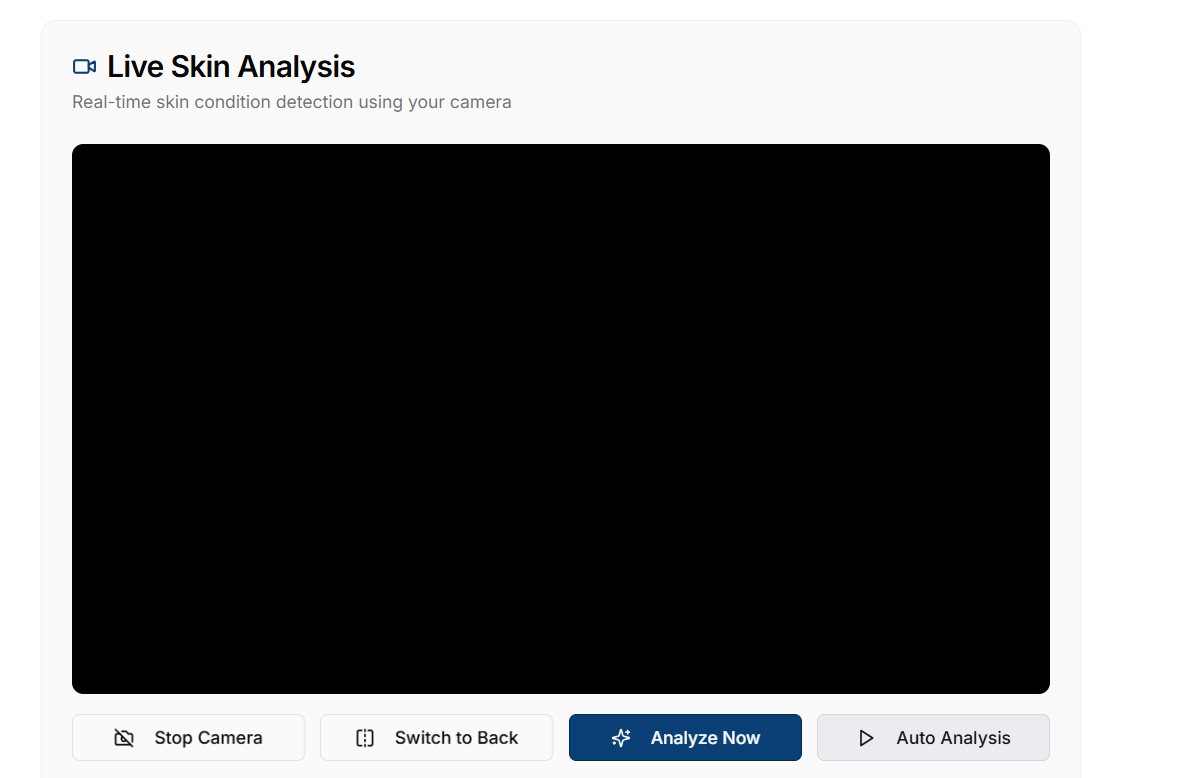 Live Skin Analysis
Real-time skin condition detection using your camera
Stop Camera
Switch to Back
Analyze Now
Auto Analysis